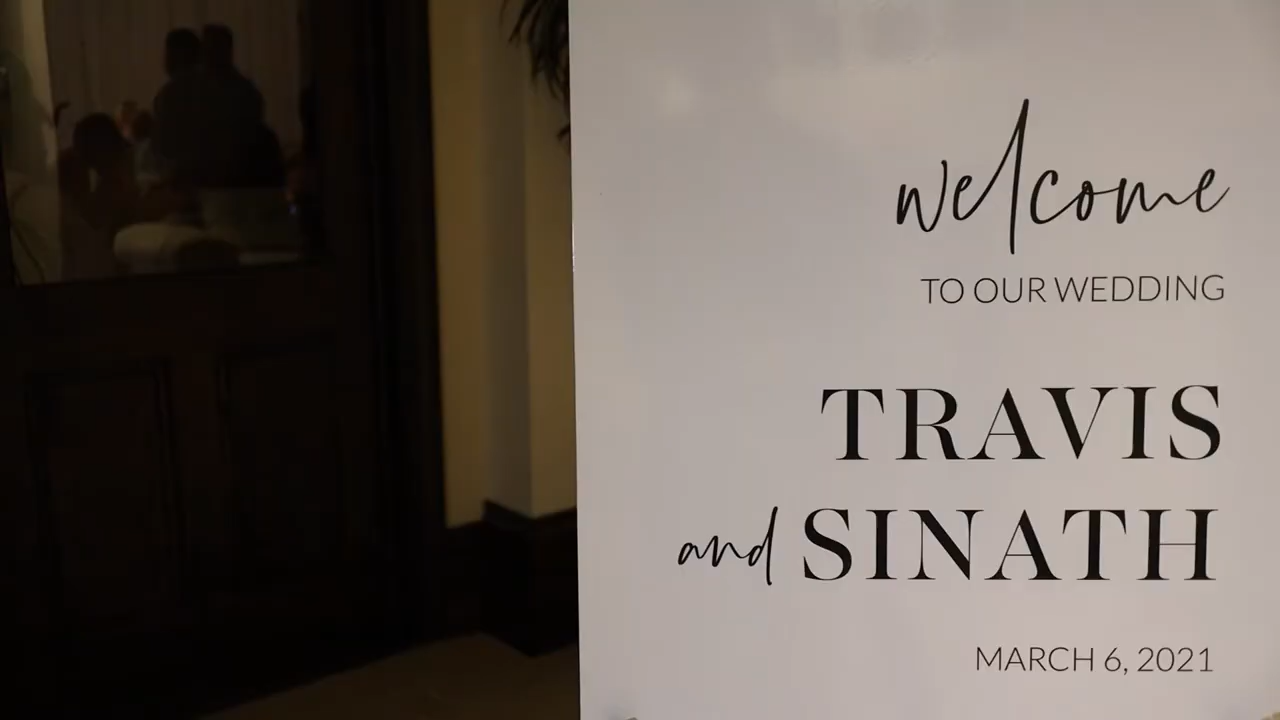 welcome
TO OUR WEDDING
TRAVIS
and SINATH
MARCH 6, 2021